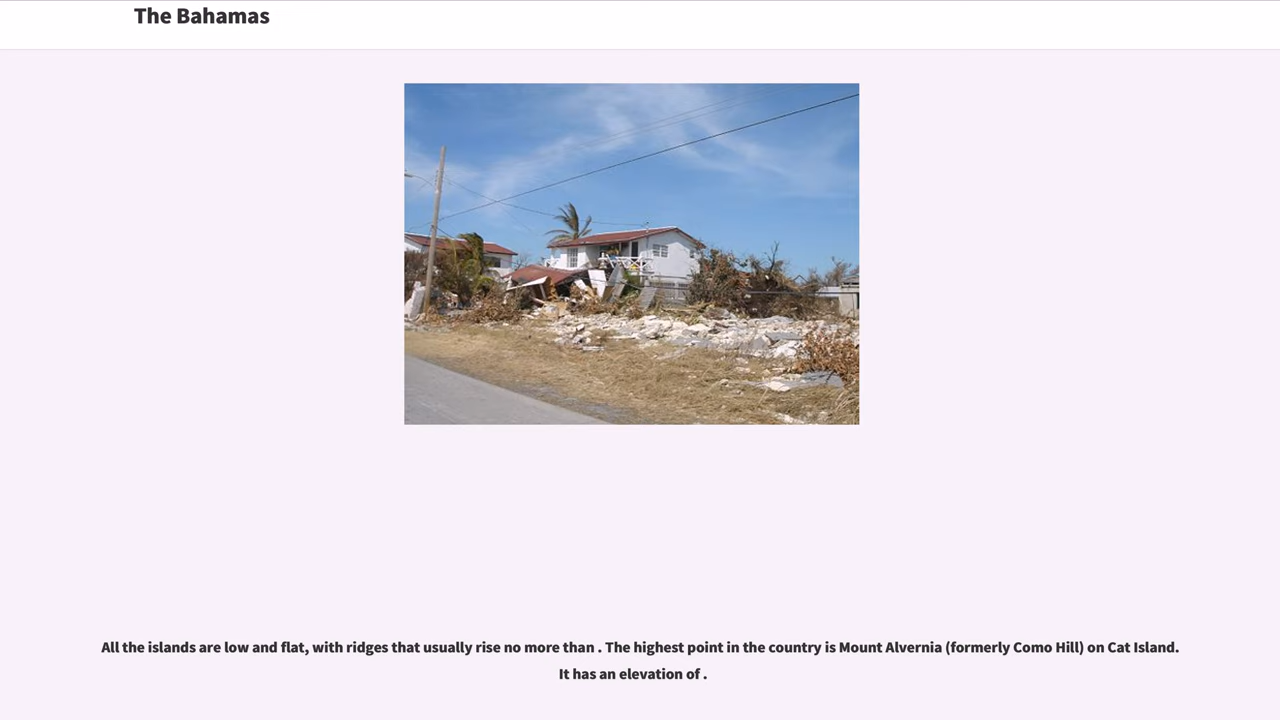 The Bahamas
All the islands are low and flat, with ridges that usually rise no more than . The highest point in the country is Mount Alvernia (formerly Como Hill) on Cat Island.
It has an elevation of .